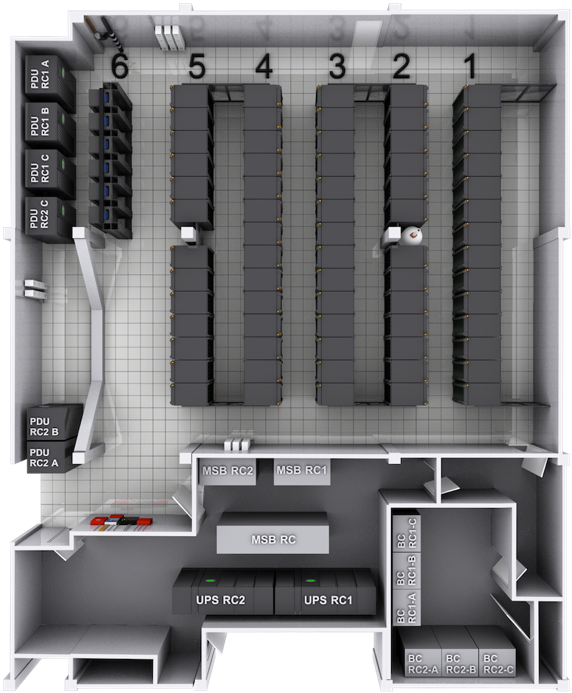 6 5 4 3 2 1
PDU
RC1 A
PDU
RC1 B
PDU
RC1 C
PDU
RC2 C
PDU
RC2 B
PDU
RC2 A
MSB RC2
MSB RC1
MSB RC
UPS RC2
UPS RC1
BC
RC1-C
BC
RC1-B
BC
RC1-A
BC
RC2-A
BC
RC2-B
BC
RC2-C